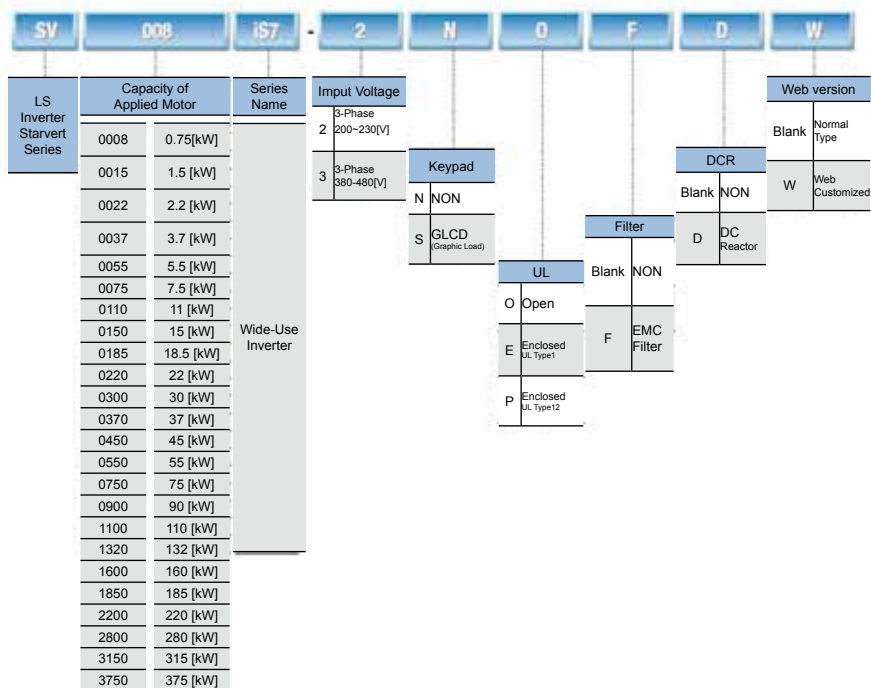 SV 008 iS7 - 2 N O F D W
LS
Inverter
Starvert
Series
Capacity of
Applied Motor
0008 0.75[kW]
0015 1.5 [kW]
0022 2.2 [kW]
0037 3.7 [kW]
0055 5.5 [kW]
0075 7.5 [kW]
0110 11 [kW]
0150 15 [kW]
0185 18.5 [kW]
0220 22 [kW]
0300 30 [kW]
0370 37 [kW]
0450 45 [kW]
0550 55 [kW]
0750 75 [kW]
0900 90 [kW]
1100 110 [kW]
1320 132 [kW]
1600 160 [kW]
1850 185 [kW]
2200 220 [kW]
2800 280 [kW]
3150 315 [kW]
3750 375 [kW]
Series
Name
Wide-Use
Inverter
Imput Voltage
2 3-Phase
200~230[V]
3 3-Phase
380-480[V]
Keypad
N NON
S GLCD
(Graphic Load)
UL
O Open
E Enclosed
UL Type1
P Enclosed
UL Type12
Filter
Blank NON
F EMC
Filter
DCR
Blank NON
D DC
Reactor
Web version
Blank Normal
Type
W Web
Customized